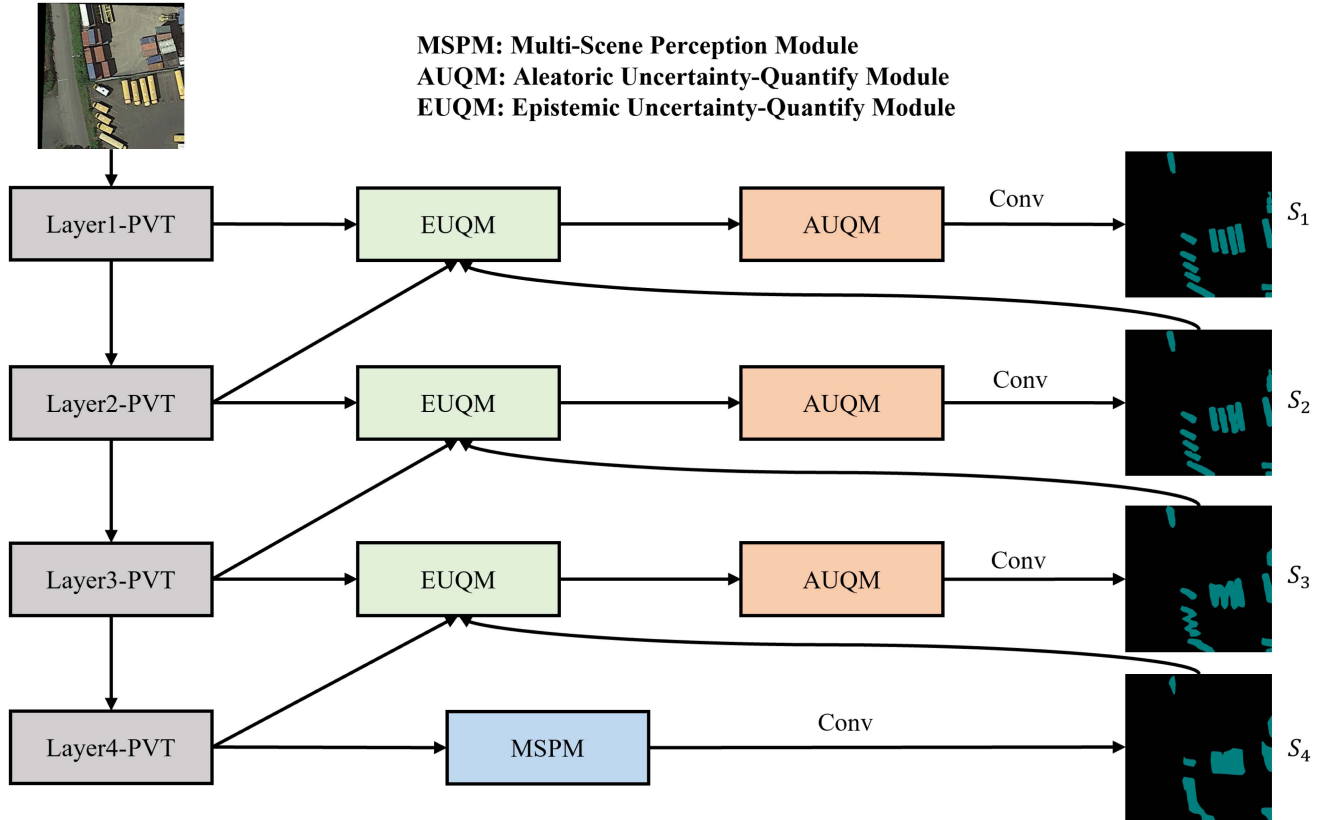 MSPM: Multi-Scene Perception Module
AUQM: Aleatoric Uncertainty-Quantify Module
EUQM: Epistemic Uncertainty-Quantify Module
Layer1-PVT
EUQM
AUQM
Conv
S₁
Layer2-PVT
EUQM
AUQM
Conv
S₂
Layer3-PVT
EUQM
AUQM
Conv
S₃
Layer4-PVT
MSPM
Conv
S₄